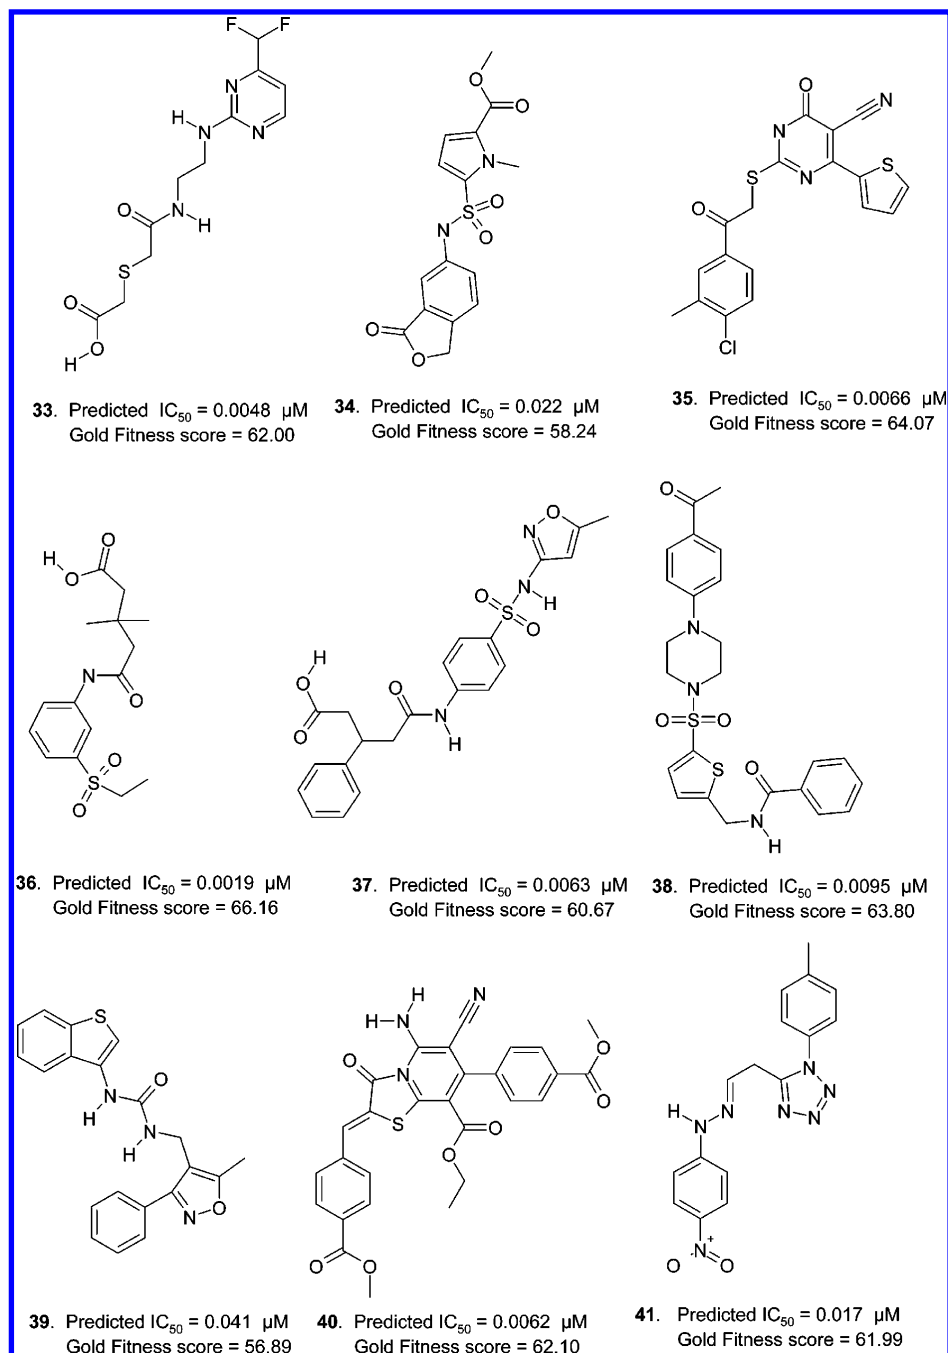 F F
N
H N N
O N H
S
O
O H
O O
N
S O
N O
O
O
O N
N
S N S
O
Cl
33. Predicted IC50 = 0.0048 µM
Gold Fitness score = 62.00
34. Predicted IC50 = 0.022 µM
Gold Fitness score = 58.24
35. Predicted IC50 = 0.0066 µM
Gold Fitness score = 64.07
H O O
N O
S O O
N O
N H
O S O
H
O O O
N H
O
N
N
O S O
S O
N H
36. Predicted IC50 = 0.0019 µM
Gold Fitness score = 66.16
37. Predicted IC50 = 0.0063 µM
Gold Fitness score = 60.67
38. Predicted IC50 = 0.0095 µM
Gold Fitness score = 63.80
S
H N O
H N
N O
H H N N
O N
S O O
O O
O O
N N N N
H N N
N+
O- O
39. Predicted IC50 = 0.041 µM
Gold Fitness score = 56.89
40. Predicted IC50 = 0.0062 µM
Gold Fitness score = 62.10
41. Predicted IC50 = 0.017 µM
Gold Fitness score = 61.99